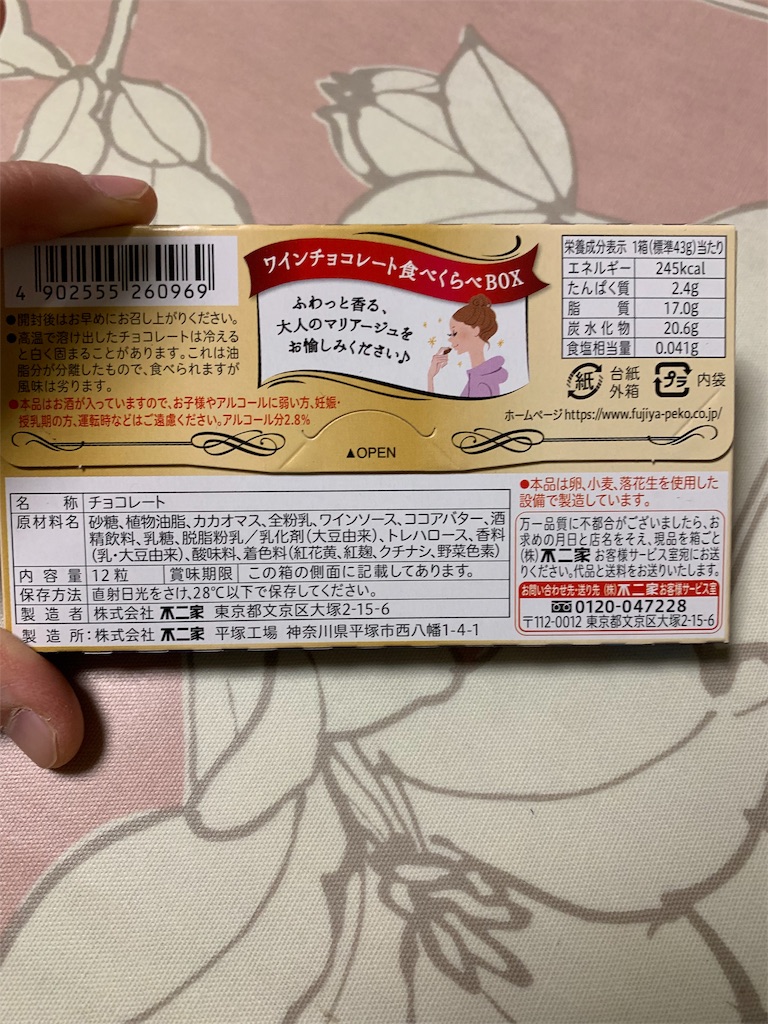 4 902555 260969
●開封後はお早めにお召し上がりください。
●高温で溶け出したチョコレートは冷える
と白く固まることがあります。これは油
脂分が分離したもので、食べられますが
風味は劣ります。
●本品はお酒が入っていますので、お子様やアルコールに弱い方、妊娠・
授乳期の方、運転時などはご遠慮ください。アルコール分2.8%
ワインチョコレート食べくらべBOX
ふわっと香る、
大人のマリアージュを
お愉しみください♪
栄養成分表示 1箱(標準43g)当たり
エネルギー 245kcal
たんぱく質 2.4g
脂質 17.0g
炭水化物 20.6g
食塩相当量 0.041g
紙 台紙
外箱
プラ 内袋
ホームページ https://www.fujiya-peko.co.jp/
▲OPEN
名称 チョコレート
原材料名 砂糖、植物油脂、カカオマス、全粉乳、ワインソース、ココアバター、酒
精飲料、乳糖、脱脂粉乳/乳化剤(大豆由来)、トレハロース、香料
(乳・大豆由来)、酸味料、着色料(紅花黄、紅麹、クチナシ、野菜色素)
内容量 12粒 賞味期限 この箱の側面に記載してあります。
保存方法 直射日光をさけ、28℃以下で保存してください。
製造者 株式会社 不二家 東京都文京区大塚2-15-6
製造所:株式会社 不二家 平塚工場 神奈川県平塚市西八幡1-4-1
●本品は卵、小麦、落花生を使用した
設備で製造しています。
万一品質に不都合がございましたら、お
求めの月日と店名をそえ、現品を箱ごと
(株)不二家 お客様サービス室宛にお送
りください。代品と送料をお送りいたします。
お問い合わせ先・送り先 (株)不二家お客様サービス室
0120-047228
〒112-0012 東京都文京区大塚2-15-6